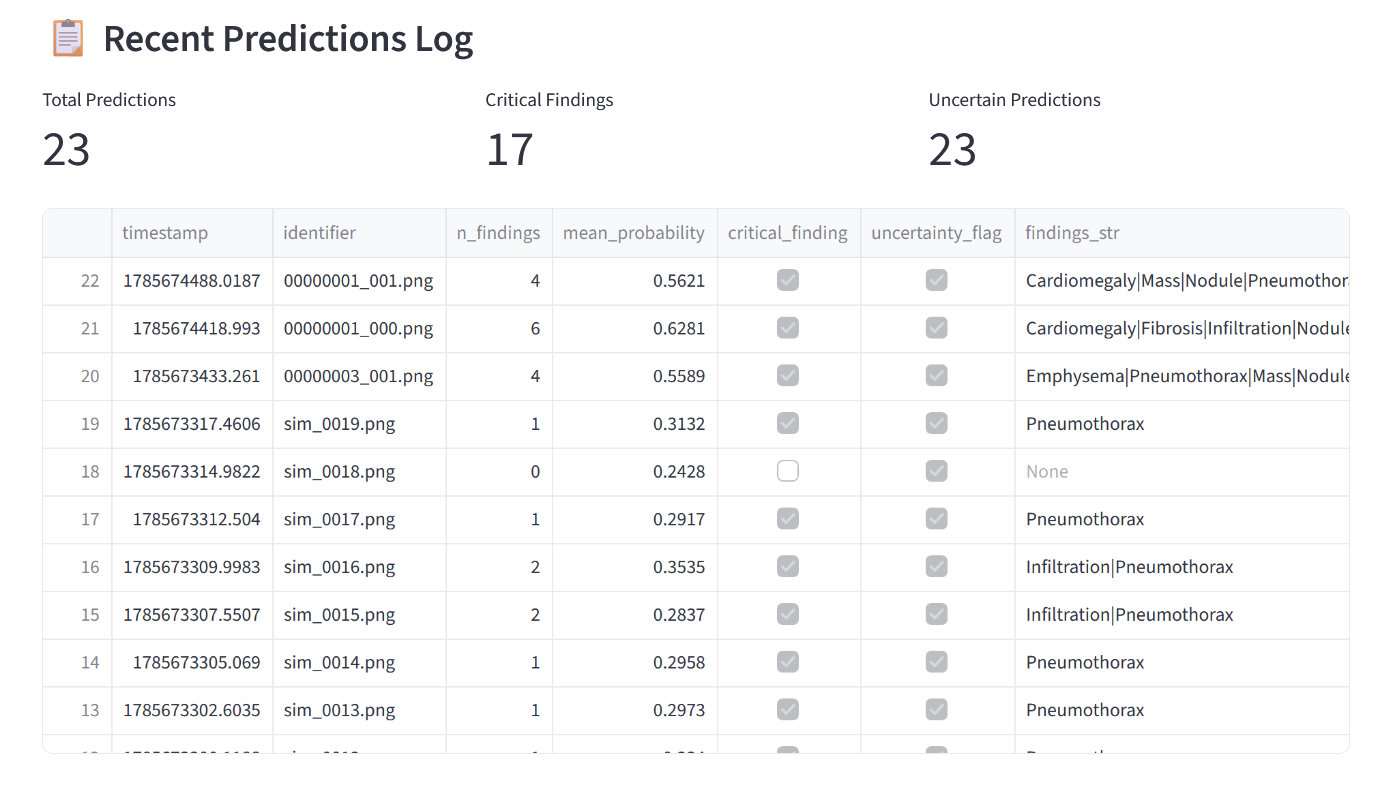 Recent Predictions Log
Total Predictions Critical Findings Uncertain Predictions
23 17 23
timestamp identifier n_findings mean_probability critical_finding uncertainty_flag findings_str
22 1785674488.0187 00000001_001.png 4 0.5621 Cardiomegaly|Mass|Nodule|Pneumothor
21 1785674418.993 00000001_000.png 6 0.6281 Cardiomegaly|Fibrosis|Infiltration|Nodule
20 1785673433.261 00000003_001.png 4 0.5589 Emphysema|Pneumothorax|Mass|Nodule
19 1785673317.4606 sim_0019.png 1 0.3132 Pneumothorax
18 1785673314.9822 sim_0018.png 0 0.2428 None
17 1785673312.504 sim_0017.png 1 0.2917 Pneumothorax
16 1785673309.9983 sim_0016.png 2 0.3535 Infiltration|Pneumothorax
15 1785673307.5507 sim_0015.png 2 0.2837 Infiltration|Pneumothorax
14 1785673305.069 sim_0014.png 1 0.2958 Pneumothorax
13 1785673302.6035 sim_0013.png 1 0.2973 Pneumothorax